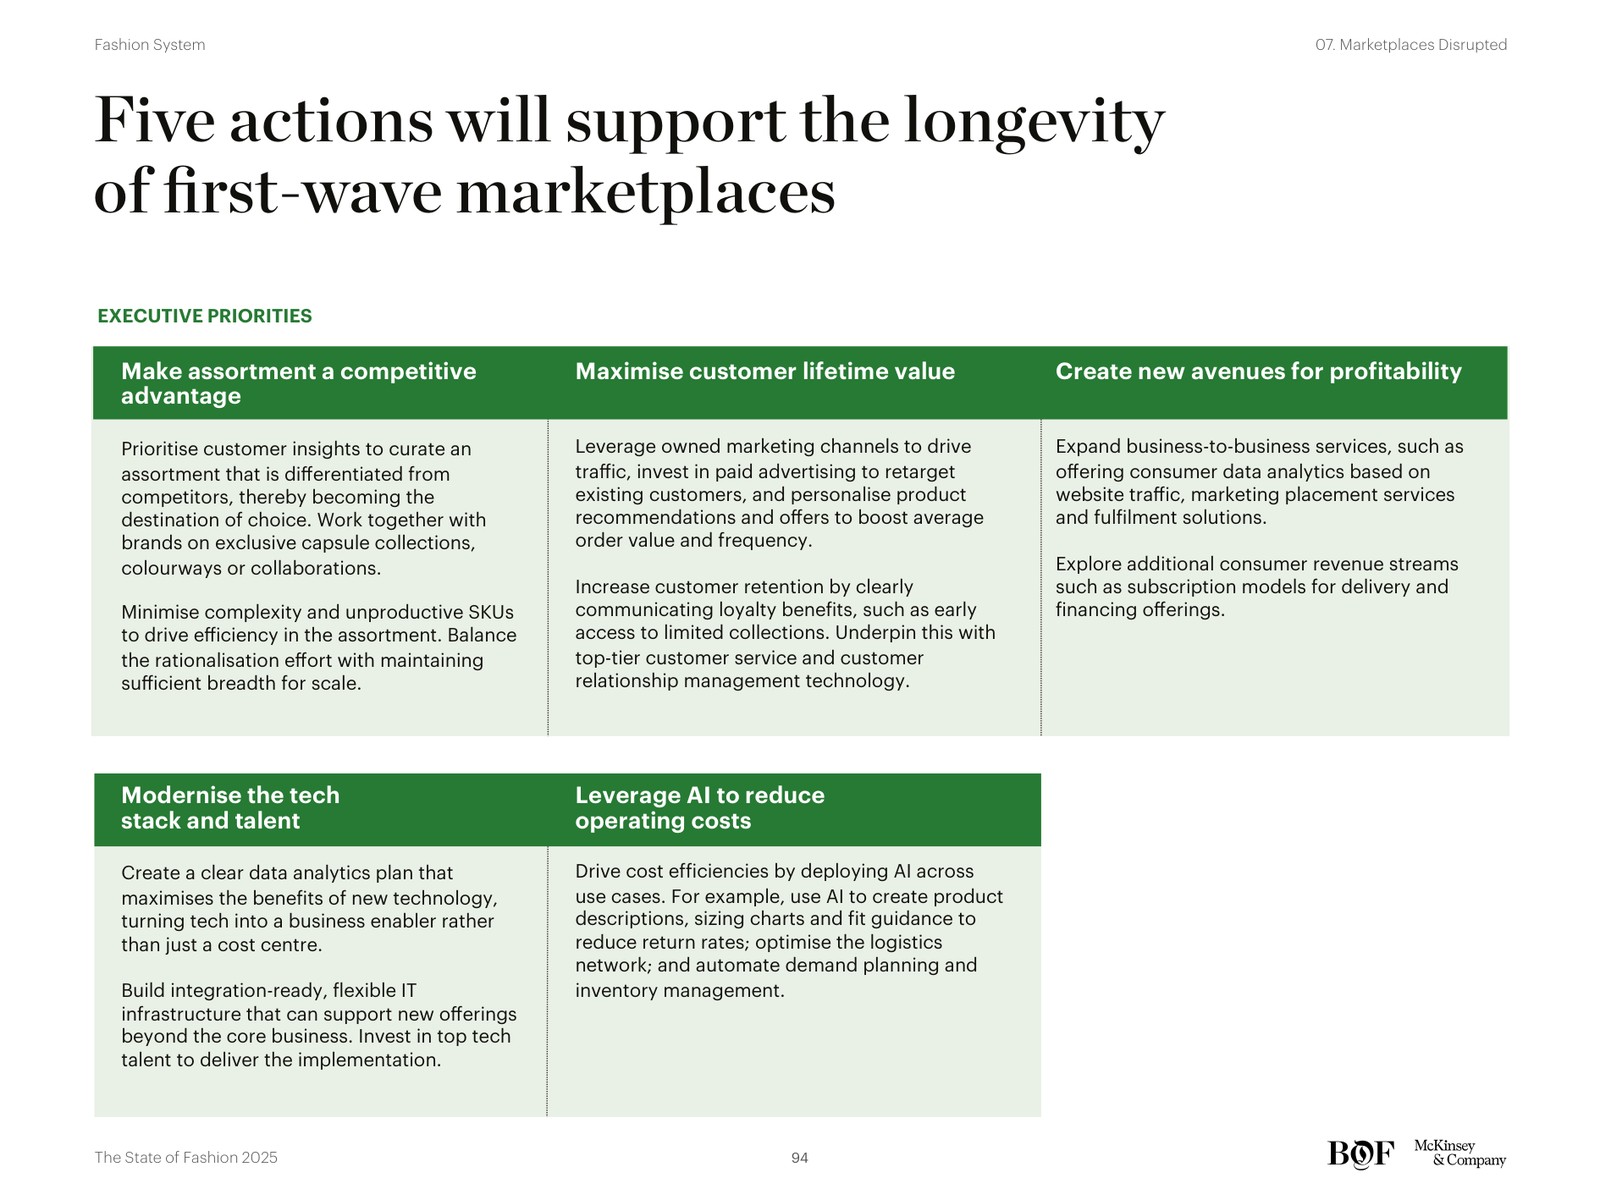 Fashion System
07. Marketplaces Disrupted
Five actions will support the longevity
of first-wave marketplaces
EXECUTIVE PRIORITIES
Make assortment a competitive
advantage
Prioritise customer insights to curate an
assortment that is differentiated from
competitors, thereby becoming the
destination of choice. Work together with
brands on exclusive capsule collections,
colourways or collaborations.
Minimise complexity and unproductive SKUs
to drive efficiency in the assortment. Balance
the rationalisation effort with maintaining
sufficient breadth for scale.
Maximise customer lifetime value
Leverage owned marketing channels to drive
traffic, invest in paid advertising to retarget
existing customers, and personalise product
recommendations and offers to boost average
order value and frequency.
Increase customer retention by clearly
communicating loyalty benefits, such as early
access to limited collections. Underpin this with
top-tier customer service and customer
relationship management technology.
Create new avenues for profitability
Expand business-to-business services, such as
offering consumer data analytics based on
website traffic, marketing placement services
and fulfilment solutions.
Explore additional consumer revenue streams
such as subscription models for delivery and
financing offerings.
Modernise the tech
stack and talent
Create a clear data analytics plan that
maximises the benefits of new technology,
turning tech into a business enabler rather
than just a cost centre.
Build integration-ready, flexible IT
infrastructure that can support new offerings
beyond the core business. Invest in top tech
talent to deliver the implementation.
Leverage AI to reduce
operating costs
Drive cost efficiencies by deploying AI across
use cases. For example, use AI to create product
descriptions, sizing charts and fit guidance to
reduce return rates; optimise the logistics
network; and automate demand planning and
inventory management.
The State of Fashion 2025
94
BOF
McKinsey
& Company